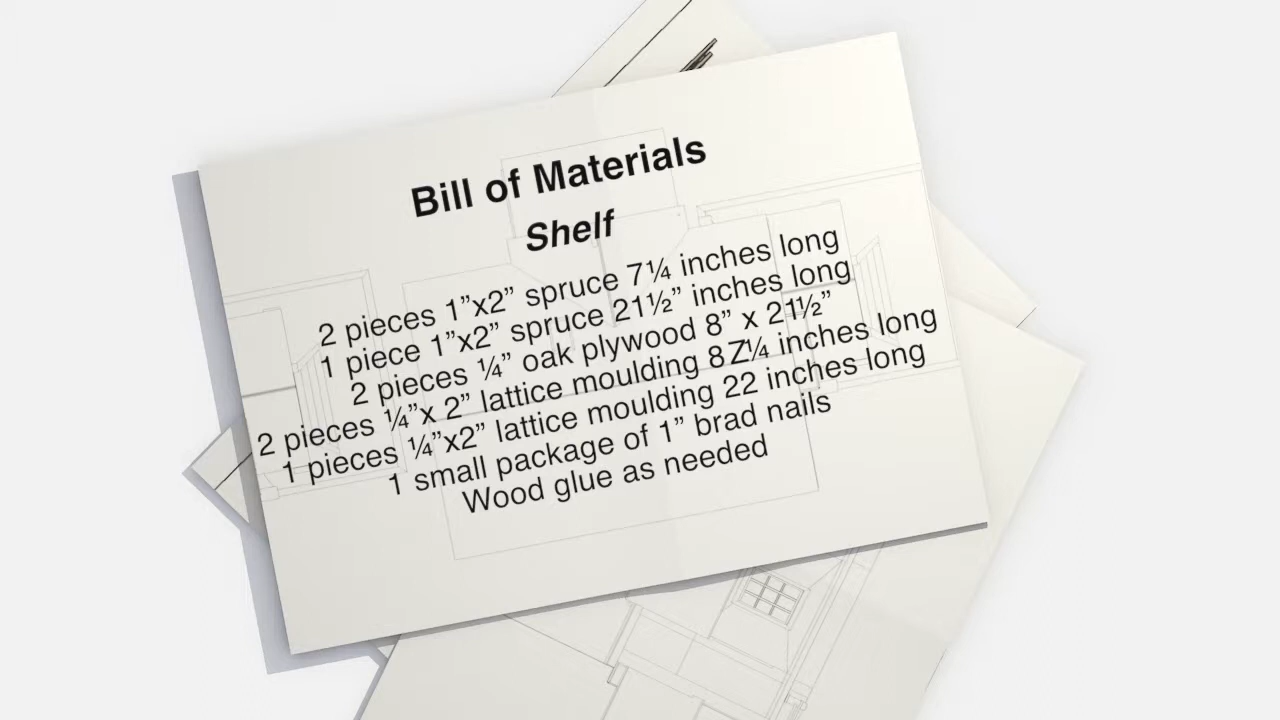 Bill of Materials
Shelf
2 pieces 1”x2” spruce 7¼ inches long
1 piece 1”x2” spruce 21½” inches long
2 pieces ¼” oak plywood 8” x 21½”
2 pieces ¼”x 2” lattice moulding 8Z¼ inches long
1 pieces ¼”x2” lattice moulding 22 inches long
1 small package of 1” brad nails
Wood glue as needed